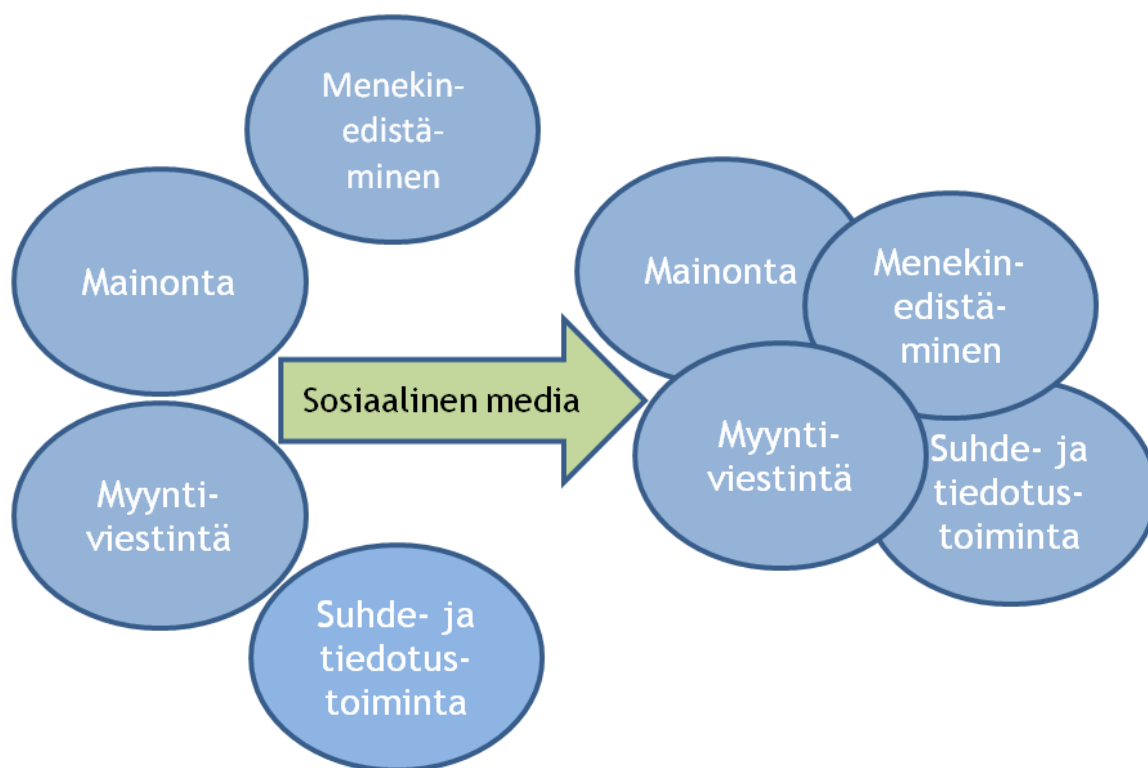 Menekin-
edistä-
minen
Mainonta
Myynti-
viestintä
Suhde- ja
tiedotus-
toiminta
Sosiaalinen media
Mainonta
Menekin-
edistä-
minen
Myynti-
viestintä
Suhde- ja
tiedotus-
toiminta